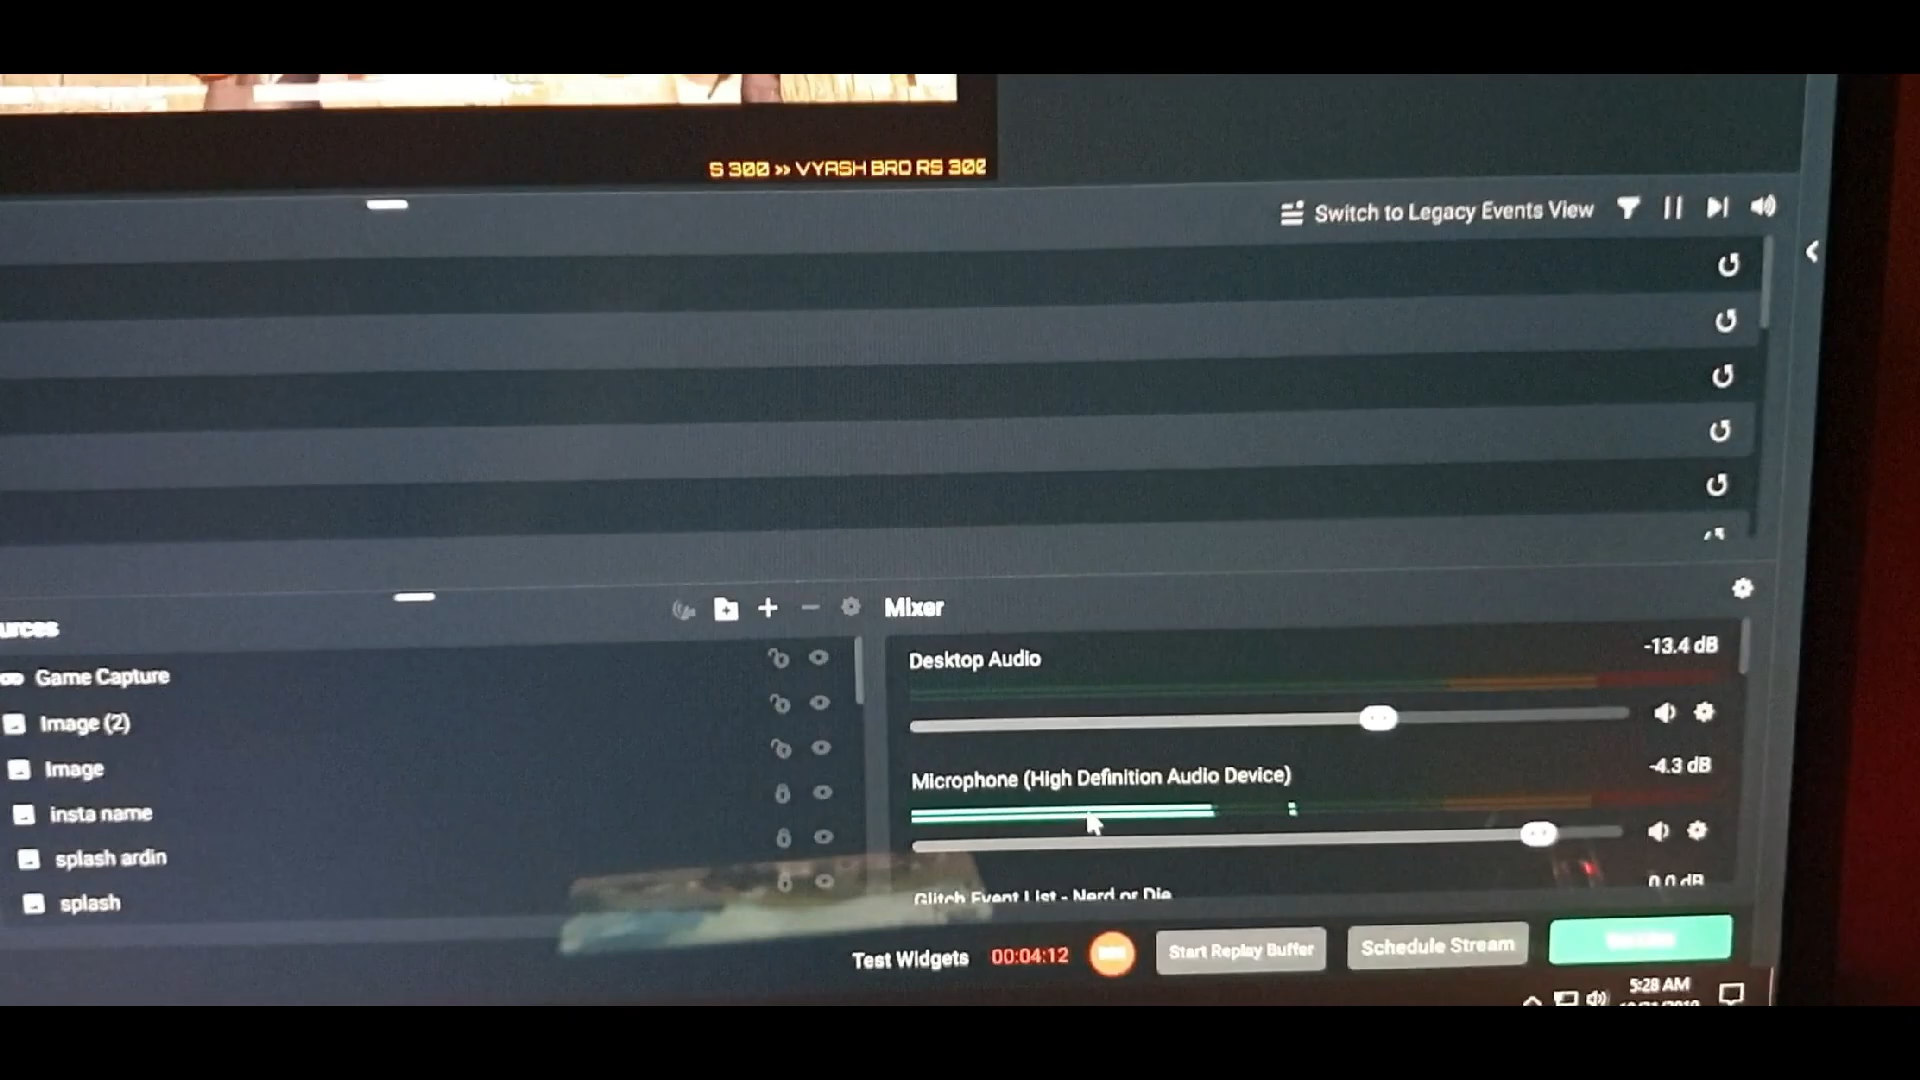 S 300 >> VYASH BRO RS 300
Switch to Legacy Events View
urces
Mixer
Game Capture
Image (2)
Image
insta name
splash ardin
splash
Desktop Audio
-13.4 dB
Microphone (High Definition Audio Device)
-4.3 dB
Glitch Event List - Nerd or Die
0.0 dB
Test Widgets
00:04:12
Start Replay Buffer
Schedule Stream
5:28 AM